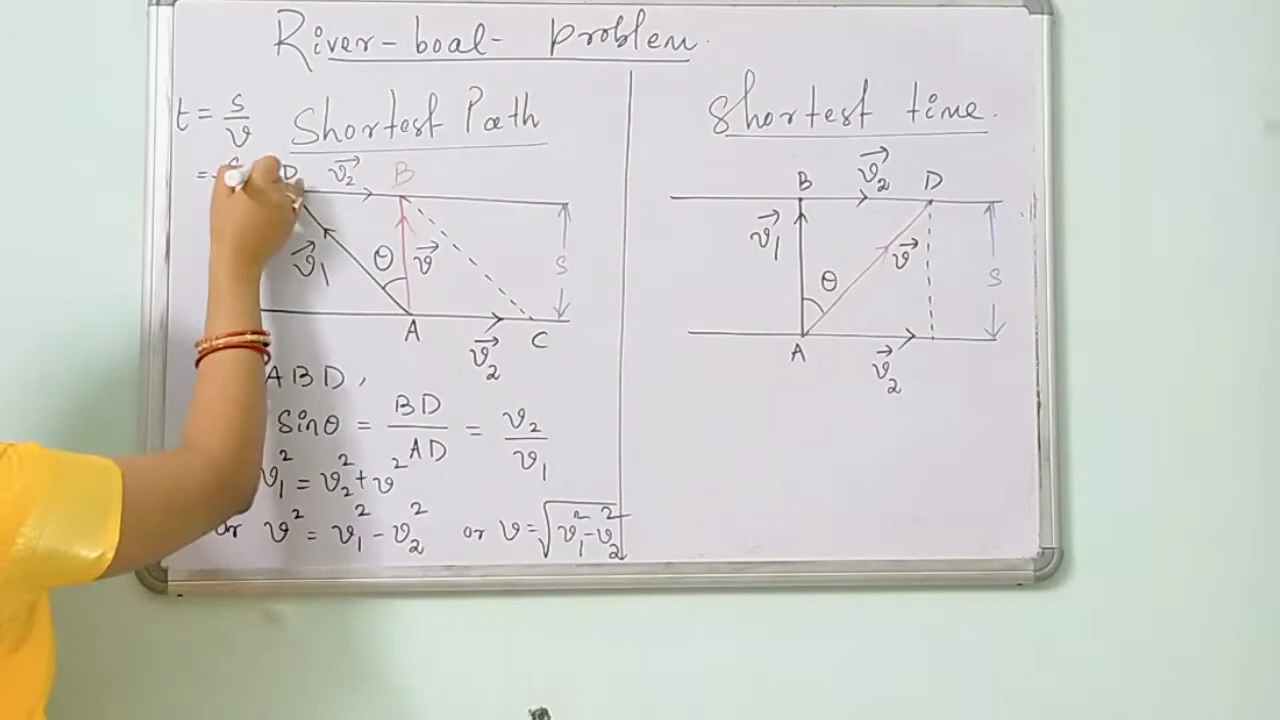 River-boat- problem.
t = s/v
= s
Shortest Path
D v⃗₂ B
v⃗₁ θ v⃗ s
A v⃗₂ C
ABD,
Sinθ = BD/AD = v₂/v₁
v₁² = v₂² + v²
or v² = v₁² - v₂² or v = √(v₁² - v₂²)
Shortest time.
B v⃗₂ D
v⃗₁ θ v⃗ s
A v⃗₂